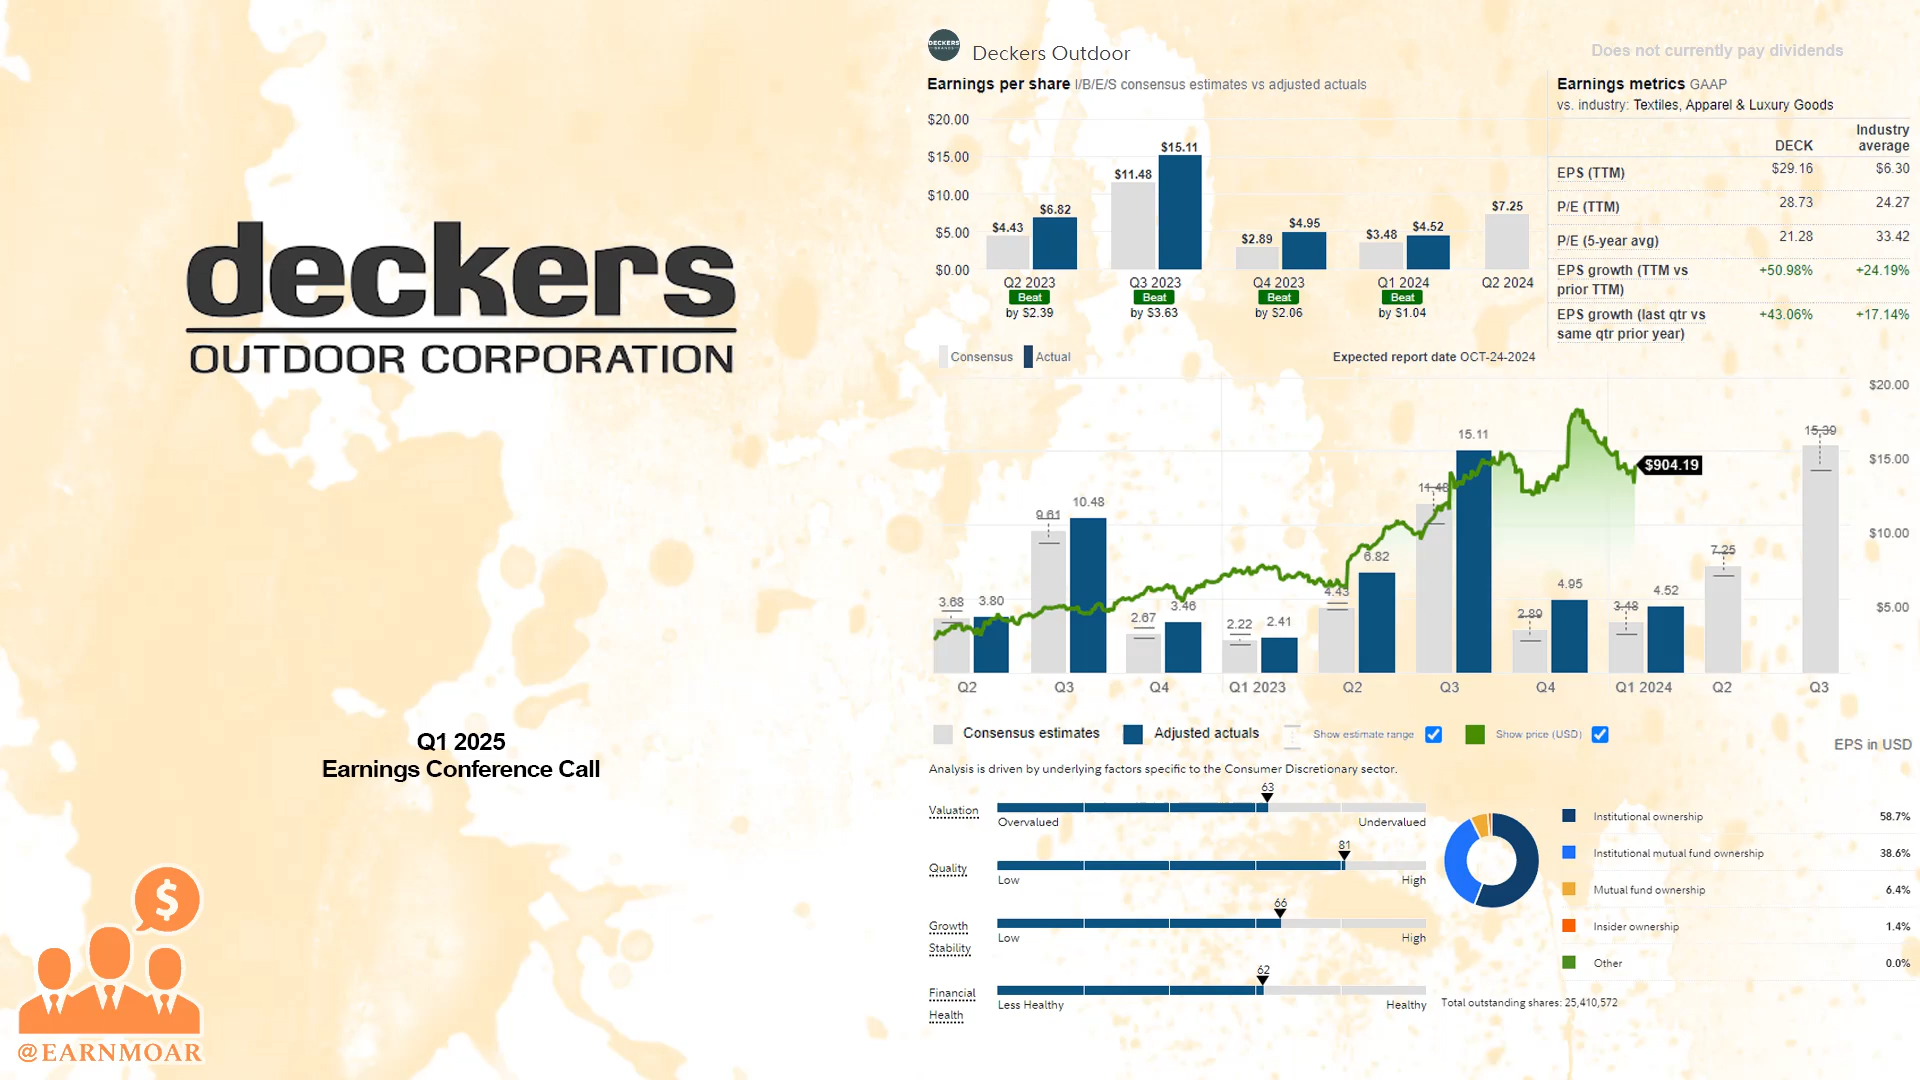 deckers
OUTDOOR CORPORATION
Q1 2025
Earnings Conference Call
$
@EARNMOAR
DECKERS
BRANDS
Deckers Outdoor
Does not currently pay dividends
Earnings per share I/B/E/S consensus estimates vs adjusted actuals
$20.00
$15.00
$10.00
$5.00
$0.00
$4.43
$6.82
$11.48
$15.11
$2.89
$4.95
$3.48
$4.52
$7.25
Q2 2023
Q3 2023
Q4 2023
Q1 2024
Q2 2024
Beat
Beat
Beat
Beat
by $2.39
by $3.63
by $2.06
by $1.04
Consensus
Actual
Expected report date OCT-24-2024
Earnings metrics GAAP
vs. industry: Textiles, Apparel & Luxury Goods
DECK
Industry
average
EPS (TTM) $29.16 $6.30
P/E (TTM) 28.73 24.27
P/E (5-year avg) 21.28 33.42
EPS growth (TTM vs
prior TTM) +50.98% +24.19%
EPS growth (last qtr vs
same qtr prior year) +43.06% +17.14%
$20.00
$15.00
$10.00
$5.00
3.68
3.80
9.61
10.48
2.67
3.46
2.22
2.41
4.43
6.82
11.48
15.11
2.89
4.95
3.48
4.52
7.25
15.39
$904.19
Q2
Q3
Q4
Q1 2023
Q2
Q3
Q4
Q1 2024
Q2
Q3
Consensus estimates
Adjusted actuals
Show estimate range
Show price (USD)
EPS in USD
Analysis is driven by underlying factors specific to the Consumer Discretionary sector.
Valuation
63
Overvalued
Undervalued
Quality
81
Low
High
Growth
Stability
66
Low
High
Financial
Health
62
Less Healthy
Healthy
Institutional ownership 58.7%
Institutional mutual fund ownership 38.6%
Mutual fund ownership 6.4%
Insider ownership 1.4%
Other 0.0%
Total outstanding shares: 25,410,572